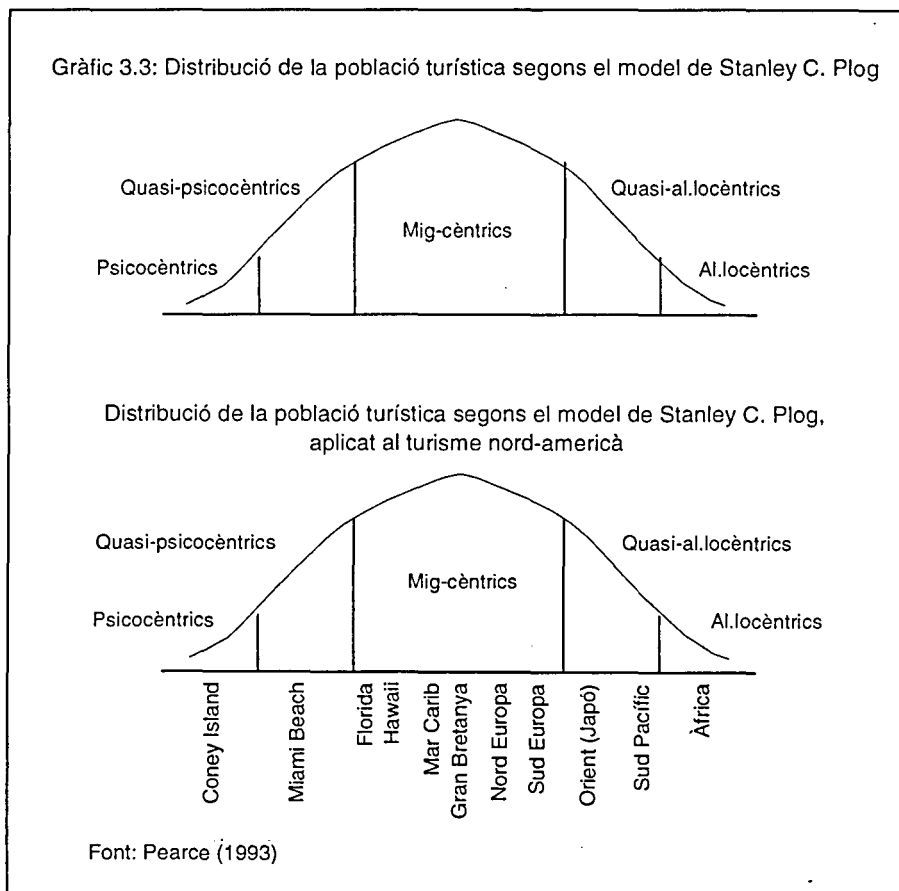 Gràfic 3.3: Distribució de la població turística segons el model de Stanley C. Plog
Quasi-psicocèntrics
Quasi-al.locèntrics
Mig-cèntrics
Psicocèntrics
Al.locèntrics
Distribució de la població turística segons el model de Stanley C. Plog,
aplicat al turisme nord-americà
Quasi-psicocèntrics
Quasi-al.locèntrics
Mig-cèntrics
Psicocèntrics
Al.locèntrics
Coney Island
Miami Beach
Florida
Hawaii
Mar Carib
Gran Bretanya
Nord Europa
Sud Europa
Orient (Japó)
Sud Pacífic
Àfrica
Font: Pearce (1993)